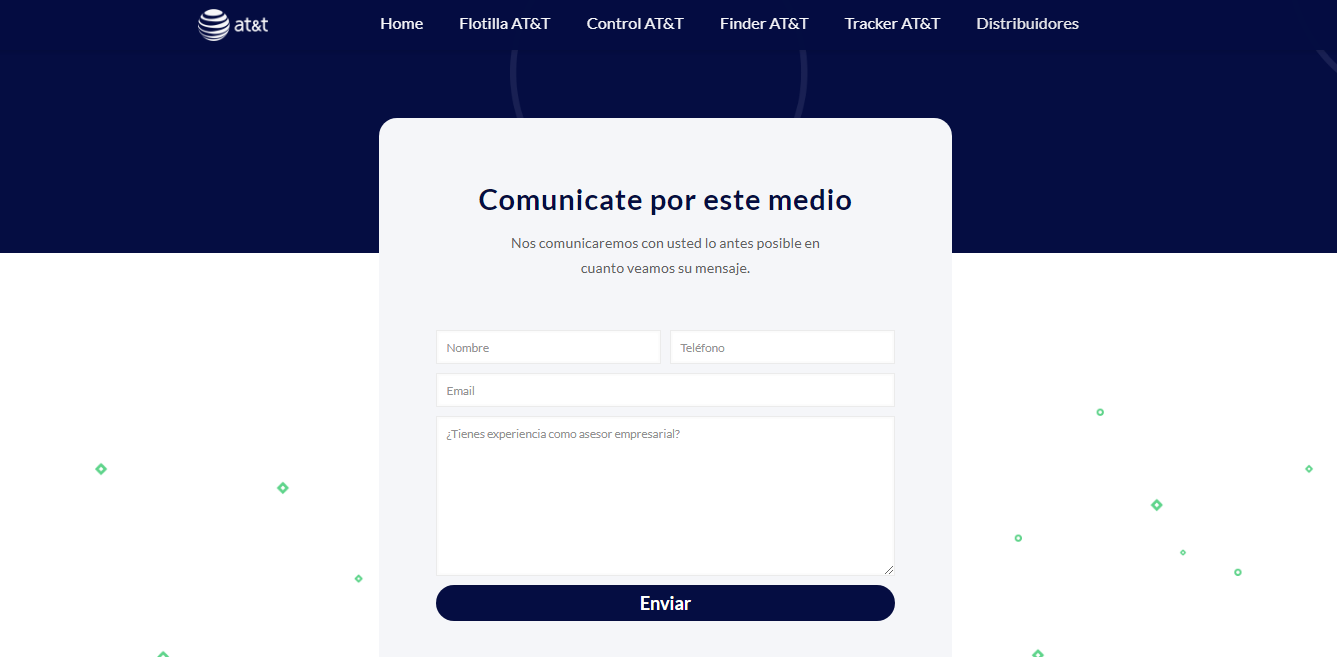 at&t
Home Flotilla AT&T Control AT&T Finder AT&T Tracker AT&T Distribuidores
Comunicate por este medio
Nos comunicaremos con usted lo antes posible en
cuanto veamos su mensaje.
Nombre Teléfono
Email
¿Tienes experiencia como asesor empresarial?
Enviar